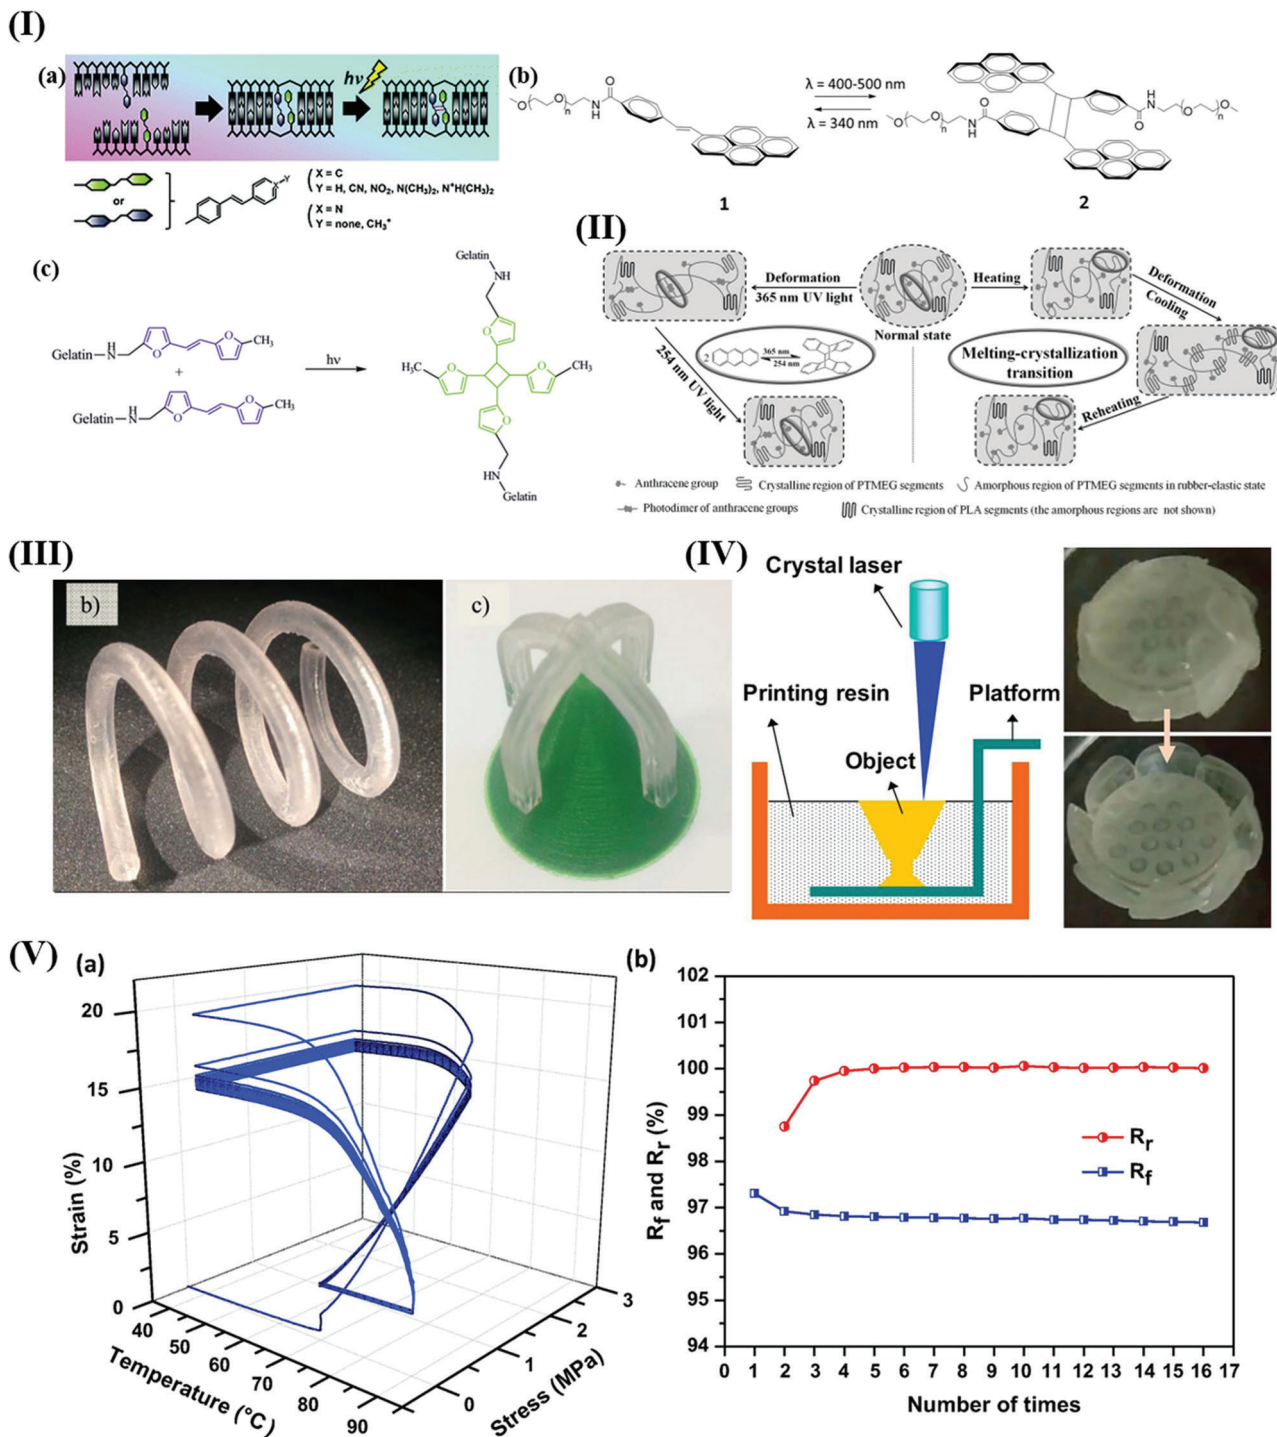 (I)
(a)
hν
or
X = C
Y = H, CN, NO₂, N(CH₃)₂, N⁺H(CH₃)₂
X = N
Y = none, CH₃⁺
X-Y
(b)
O
N
H
n
λ = 400-500 nm
λ = 340 nm
1
2
(c)
Gelatin
H
N
O
CH₃
+
Gelatin
H
N
O
CH₃
hν
Gelatin
NH
O
H₃C
CH₃
O
HN
Gelatin
(II)
Deformation
365 nm UV light
Normal state
Heating
Deformation
Cooling
254 nm UV light
2
365 nm
254 nm
Melting-crystallization
transition
Reheating
Anthracene group
Crystalline region of PTMEG segments
Amorphous region of PTMEG segments in rubber-elastic state
Photodimer of anthracene groups
Crystalline region of PLA segments (the amorphous regions are not shown)
(III)
b)
c)
(IV)
Crystal laser
Printing resin
Platform
Object
(V)
(a)
Strain (%)
20
15
10
5
0
40
50
60
70
80
90
Temperature (°C)
0
1
2
3
Stress (MPa)
(b)
Rf and Rr (%)
102
101
100
99
98
97
96
95
94
Rr
Rf
0 1 2 3 4 5 6 7 8 9 10 11 12 13 14 15 16 17
Number of times